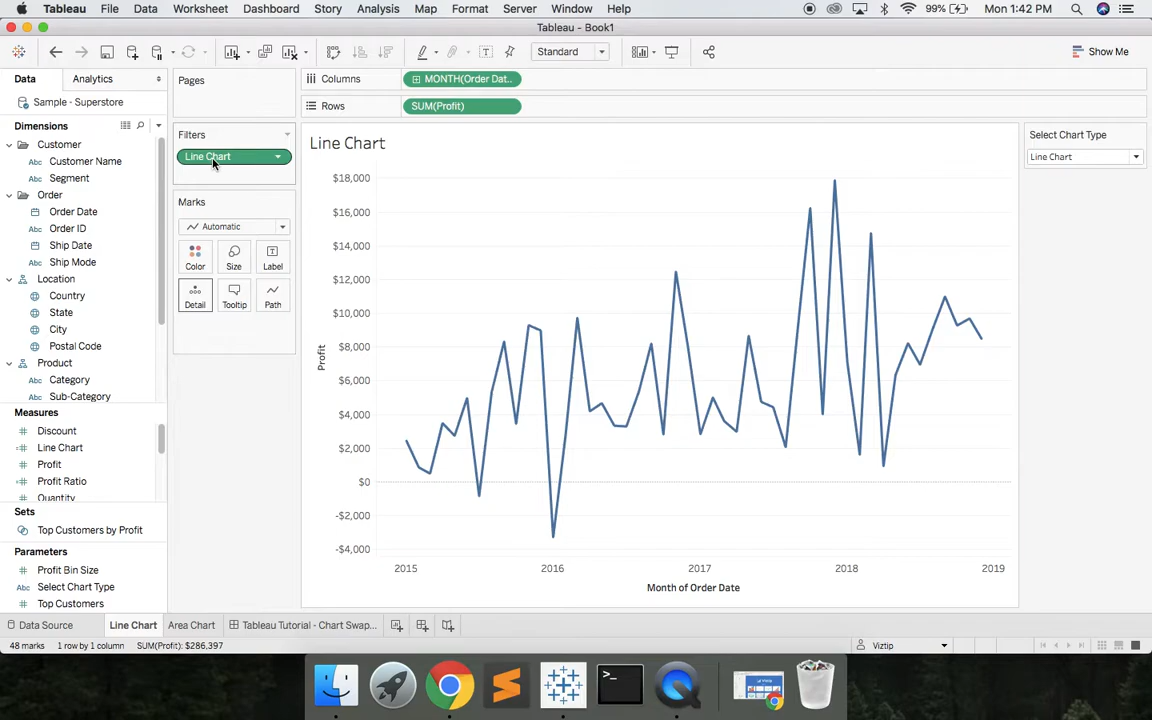 Tableau File Data Worksheet Dashboard Story Analysis Map Format Server Window Help 99% Mon 1:42 PM
Tableau - Book1
Standard Show Me
Data Analytics Pages Columns MONTH(Order Dat..
Sample - Superstore Rows SUM(Profit)
Dimensions
Filters
Line Chart
Line Chart
Select Chart Type
Line Chart
Customer
Abc Customer Name
Abc Segment
Order
Order Date
Abc Order ID
Ship Date
Abc Ship Mode
Location
Country
State
City
Postal Code
Product
Abc Category
Abc Sub-Category
Measures
Discount
Line Chart
Profit
Profit Ratio
Quantity
Sets
Top Customers by Profit
Parameters
Profit Bin Size
Abc Select Chart Type
Top Customers
Marks
Automatic
Color Size Label
Detail Tooltip Path
$18,000
$16,000
$14,000
$12,000
$10,000
$8,000
$6,000
$4,000
$2,000
$0
-$2,000
-$4,000
Profit
2015 2016 2017 2018 2019
Month of Order Date
Data Source Line Chart Area Chart Tableau Tutorial - Chart Swap...
48 marks 1 row by 1 column SUM(Profit): $286,397 Viztip